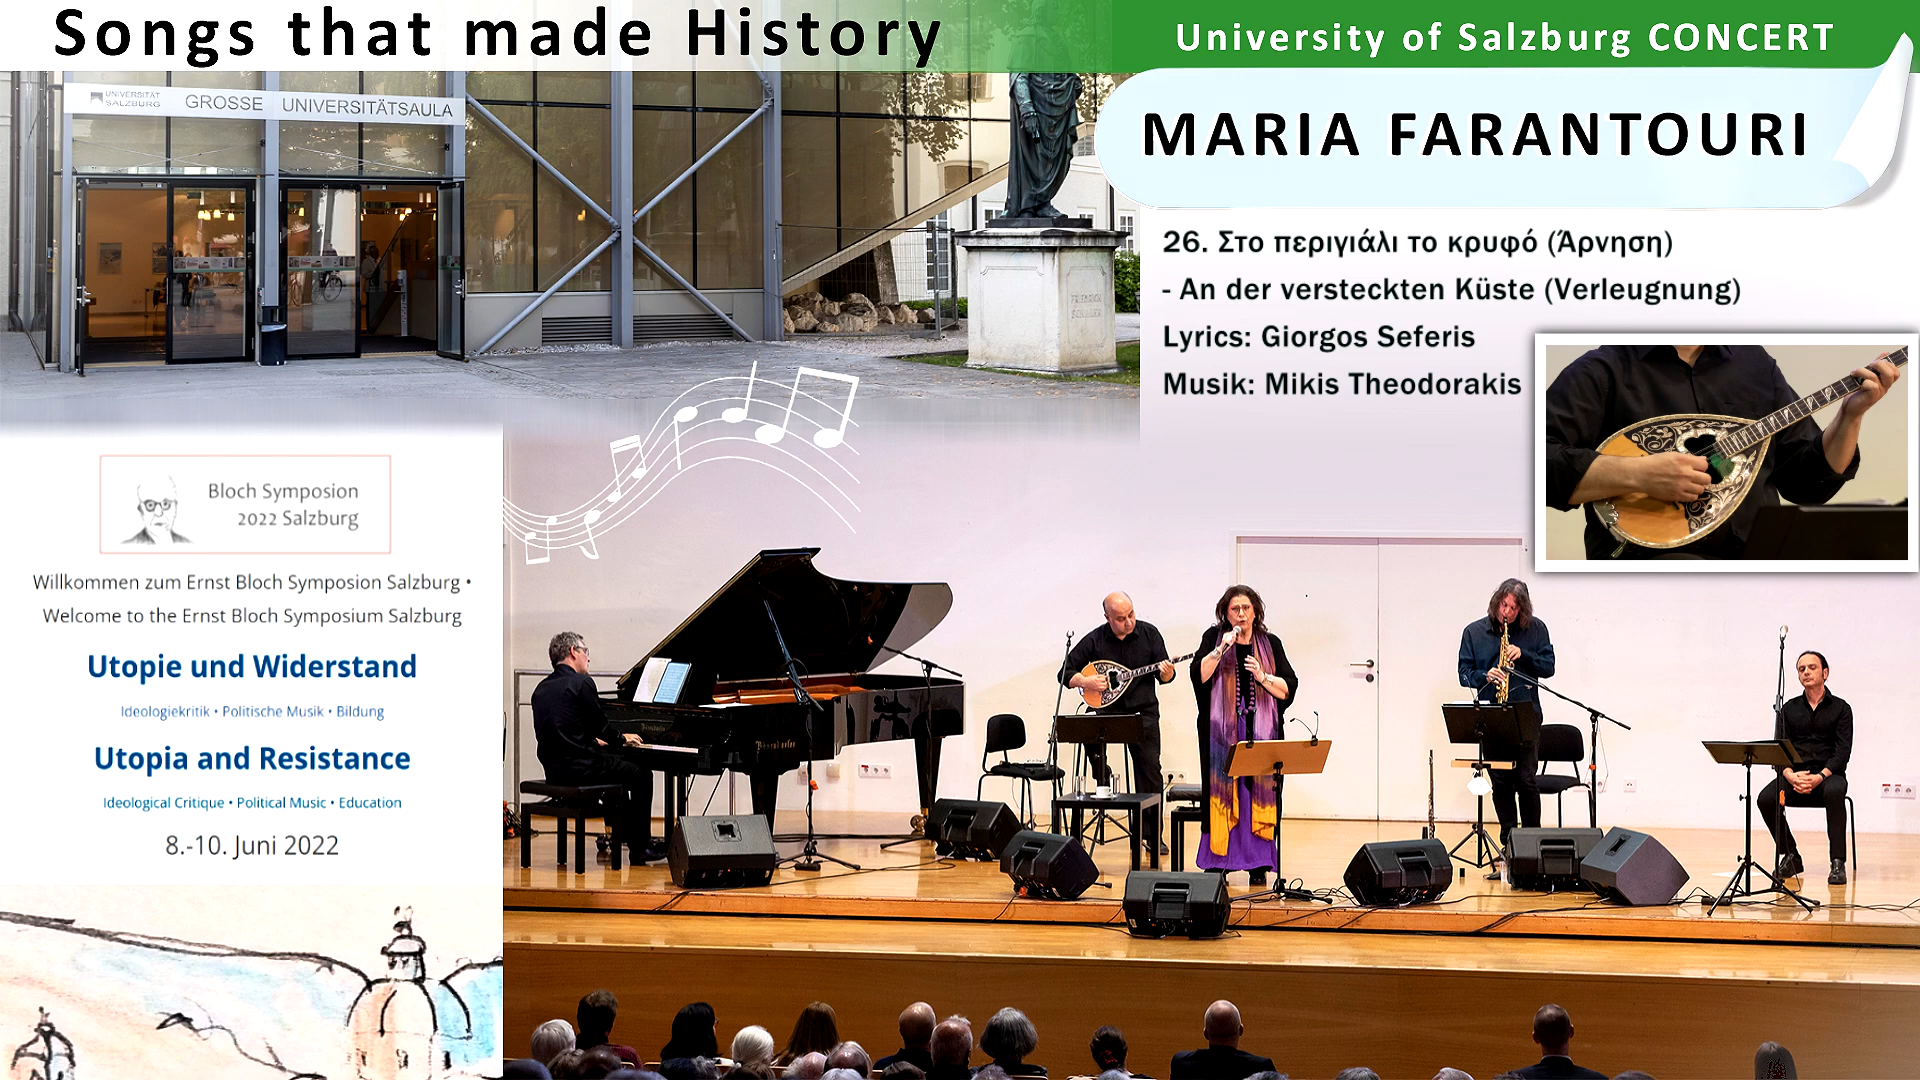 Songs that made History
University of Salzburg CONCERT
MARIA FARANTOURI
UNIVERSITÄT
SALZBURG
GROSSE UNIVERSITÄTSAULA
26. Στο περιγιάλι το κρυφό (Άρνηση)
- An der versteckten Küste (Verleugnung)
Lyrics: Giorgos Seferis
Musik: Mikis Theodorakis
Bloch Symposion
2022 Salzburg
Willkommen zum Ernst Bloch Symposion Salzburg •
Welcome to the Ernst Bloch Symposium Salzburg
Utopie und Widerstand
Ideologiekritik • Politische Musik • Bildung
Utopia and Resistance
Ideological Critique • Political Music • Education
8.-10. Juni 2022